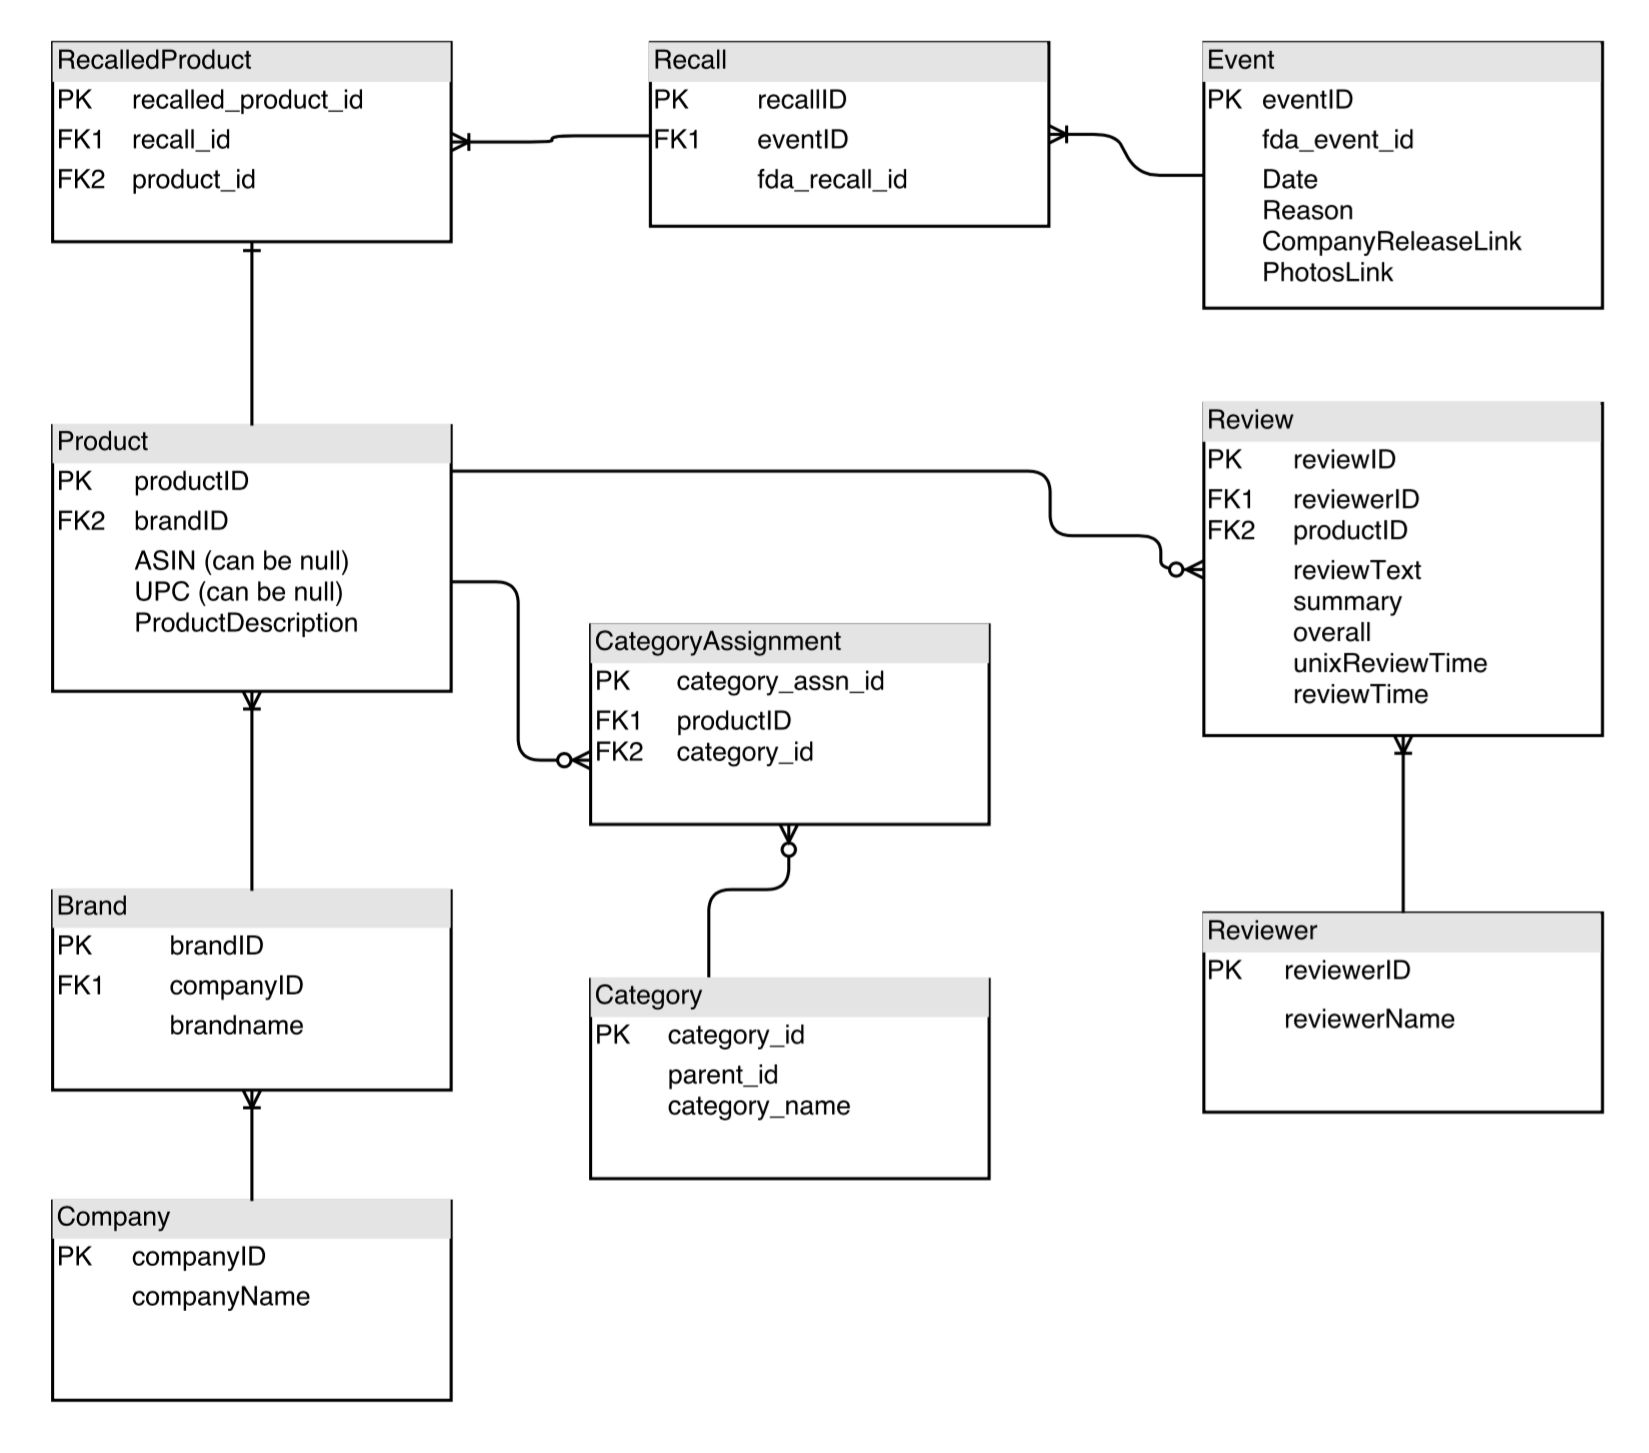 RecalledProduct
PK recalled_product_id
FK1 recall_id
FK2 product_id
Recall
PK recallID
FK1 eventID
fda_recall_id
Event
PK eventID
fda_event_id
Date
Reason
CompanyReleaseLink
PhotosLink
Product
PK productID
FK2 brandID
ASIN (can be null)
UPC (can be null)
ProductDescription
Review
PK reviewID
FK1 reviewerID
FK2 productID
reviewText
summary
overall
unixReviewTime
reviewTime
CategoryAssignment
PK category_assn_id
FK1 productID
FK2 category_id
Brand
PK brandID
FK1 companyID
brandname
Category
PK category_id
parent_id
category_name
Reviewer
PK reviewerID
reviewerName
Company
PK companyID
companyName